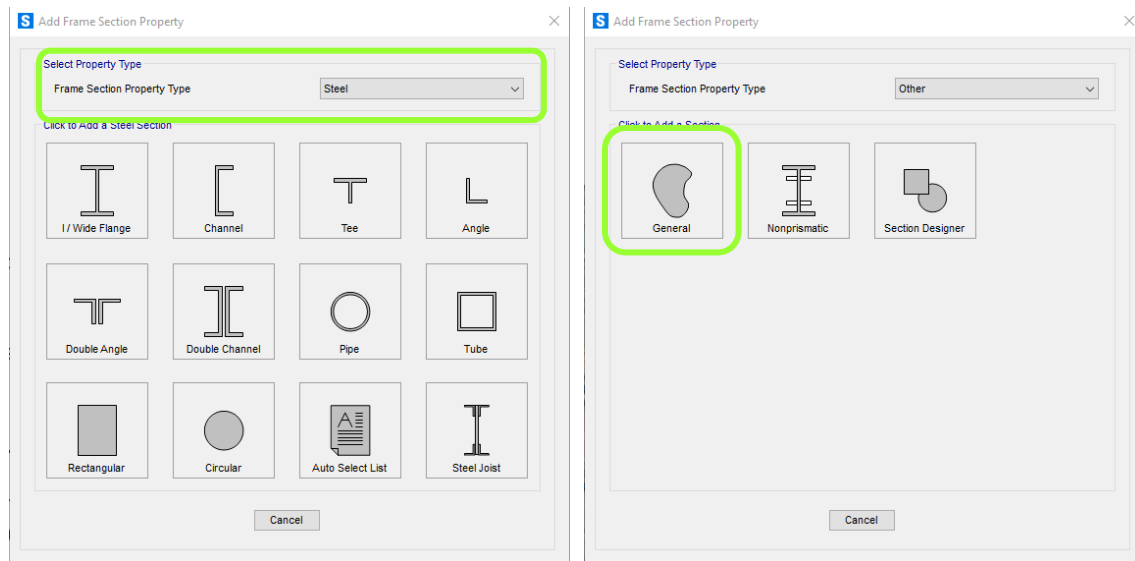 S Add Frame Section Property
Select Property Type
Frame Section Property Type Steel
Click to Add a Steel Section
I / Wide Flange Channel Tee Angle
Double Angle Double Channel Pipe Tube
A
Rectangular Circular Auto Select List Steel Joist
Cancel
S Add Frame Section Property
Select Property Type
Frame Section Property Type Other
Click to Add a Section
General Nonprismatic Section Designer
Cancel